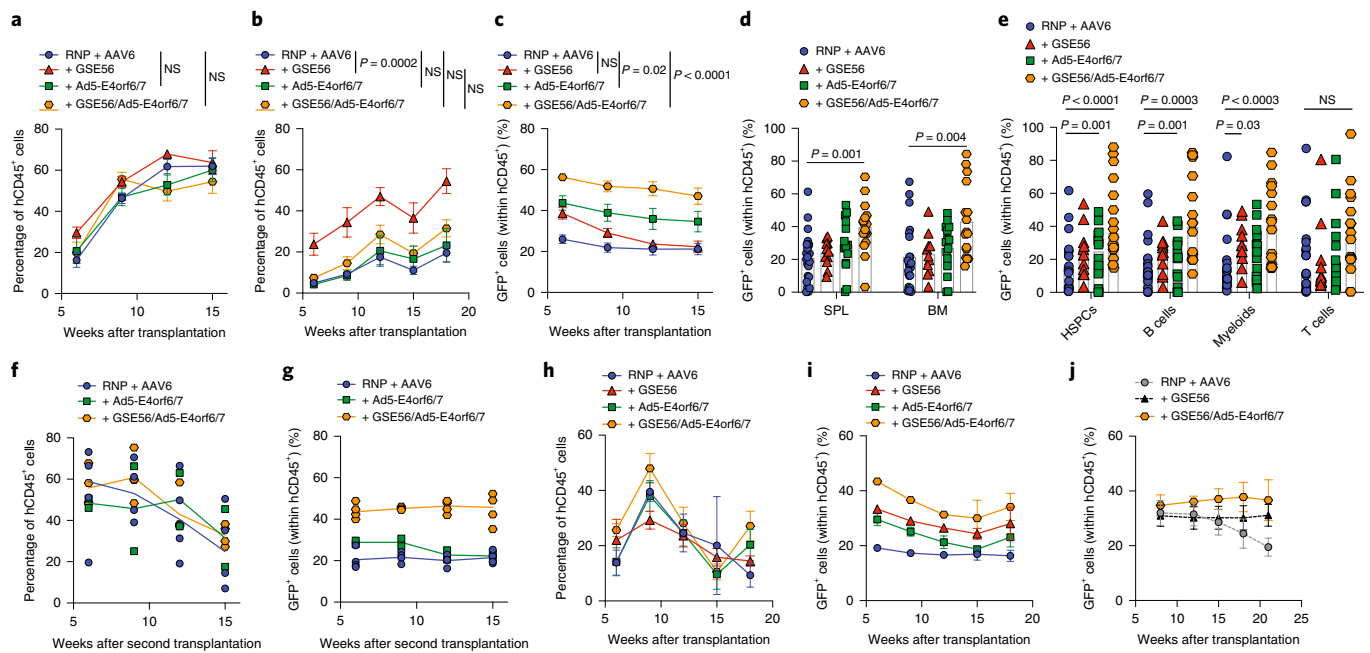 a
RNP + AAV6
+ GSE56
+ Ad5-E4orf6/7
+ GSE56/Ad5-E4orf6/7
NS
NS
Percentage of hCD45+ cells
80
60
40
20
0
5
10
15
Weeks after transplantation
b
RNP + AAV6
+ GSE56
+ Ad5-E4orf6/7
+ GSE56/Ad5-E4orf6/7
P = 0.0002
NS
NS
NS
Percentage of hCD45+ cells
80
60
40
20
0
5
10
15
20
Weeks after transplantation
c
RNP + AAV6
+ GSE56
+ Ad5-E4orf6/7
+ GSE56/Ad5-E4orf6/7
NS
P = 0.02
P < 0.0001
GFP+ cells (within hCD45+) (%)
80
60
40
20
0
5
10
15
Weeks after transplantation
d
RNP + AAV6
+ GSE56
+ Ad5-E4orf6/7
+ GSE56/Ad5-E4orf6/7
P = 0.001
P = 0.004
GFP+ cells (within hCD45+) (%)
100
80
60
40
20
0
SPL
BM
e
RNP + AAV6
+ GSE56
+ Ad5-E4orf6/7
+ GSE56/Ad5-E4orf6/7
P < 0.0001
P = 0.001
P = 0.0003
P = 0.001
P < 0.0003
P = 0.03
NS
GFP+ cells (within hCD45+) (%)
100
80
60
40
20
0
HSPCs
B cells
Myeloids
T cells
f
RNP + AAV6
+ Ad5-E4orf6/7
+ GSE56/Ad5-E4orf6/7
Percentage of hCD45+ cells
80
60
40
20
0
5
10
15
Weeks after second transplantation
g
RNP + AAV6
+ Ad5-E4orf6/7
+ GSE56/Ad5-E4orf6/7
GFP+ cells (within hCD45+) (%)
80
60
40
20
0
5
10
15
Weeks after second transplantation
h
RNP + AAV6
+ GSE56
+ Ad5-E4orf6/7
+ GSE56/Ad5-E4orf6/7
Percentage of hCD45+ cells
60
40
20
0
5
10
15
20
Weeks after transplantation
i
RNP + AAV6
+ GSE56
+ Ad5-E4orf6/7
+ GSE56/Ad5-E4orf6/7
GFP+ cells (within hCD45+) (%)
60
40
20
0
5
10
15
20
Weeks after transplantation
j
RNP + AAV6
+ GSE56
+ GSE56/Ad5-E4orf6/7
GFP+ cells (within hCD45+) (%)
60
40
20
0
5
10
15
20
25
Weeks after transplantation